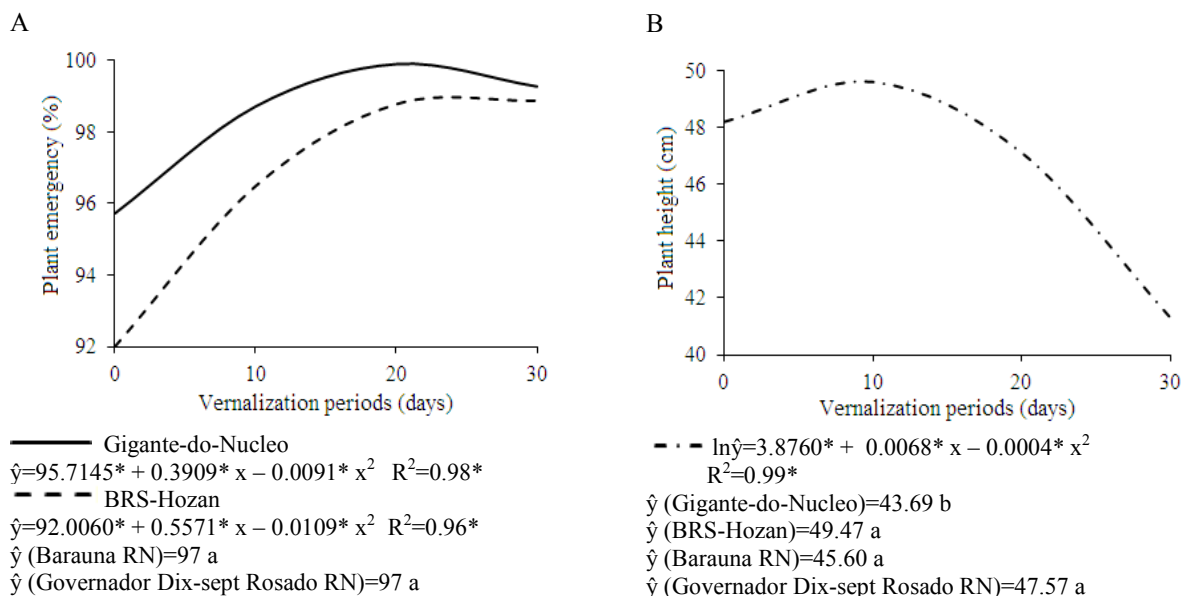 A
Plant emergency (%)
100
98
96
94
92
0 10 20 30
Vernalization periods (days)
Gigante-do-Nucleo
ŷ=95.7145* + 0.3909* x – 0.0091* x² R²=0.98*
BRS-Hozan
ŷ=92.0060* + 0.5571* x – 0.0109* x² R²=0.96*
ŷ (Barauna RN)=97 a
ŷ (Governador Dix-sept Rosado RN)=97 a
B
Plant height (cm)
50
48
46
44
42
40
0 10 20 30
Vernalization periods (days)
lnŷ=3.8760* + 0.0068* x – 0.0004* x²
R²=0.99*
ŷ (Gigante-do-Nucleo)=43.69 b
ŷ (BRS-Hozan)=49.47 a
ŷ (Barauna RN)=45.60 a
ŷ (Governador Dix-sept Rosado RN)=47.57 a